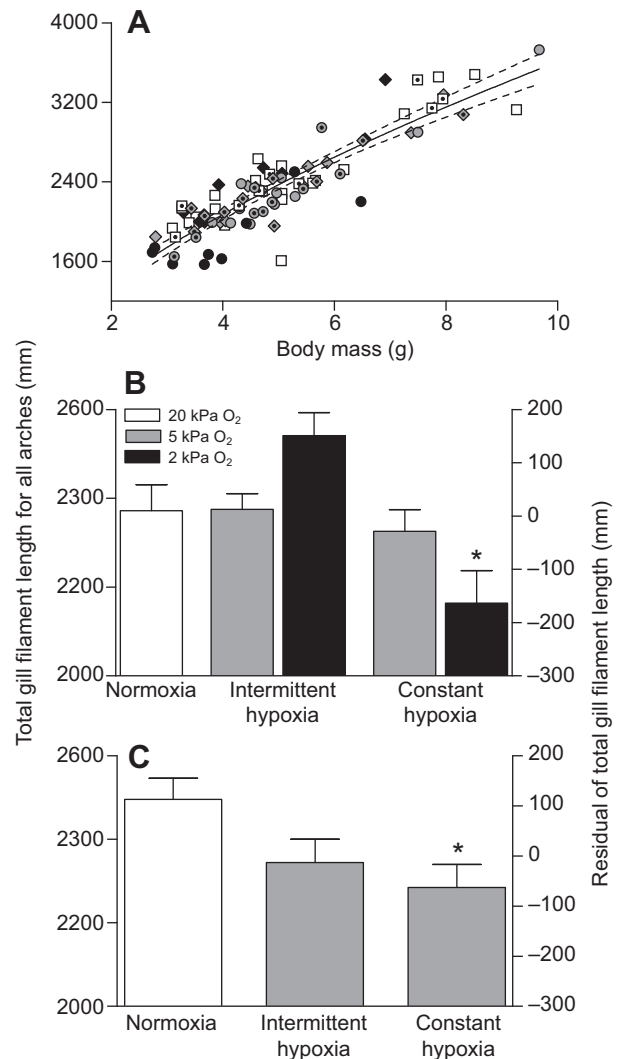 A
4000
3200
2400
1600
2
4
6
8
10
Body mass (g)
Total gill filament length for all arches (mm)
B
2600
2300
2200
2000
20 kPa O₂
5 kPa O₂
2 kPa O₂
*
200
100
0
–100
–200
–300
Normoxia
Intermittent
hypoxia
Constant
hypoxia
Residual of total gill filament length (mm)
C
2600
2300
2200
2000
*
200
100
0
–100
–200
–300
Normoxia
Intermittent
hypoxia
Constant
hypoxia